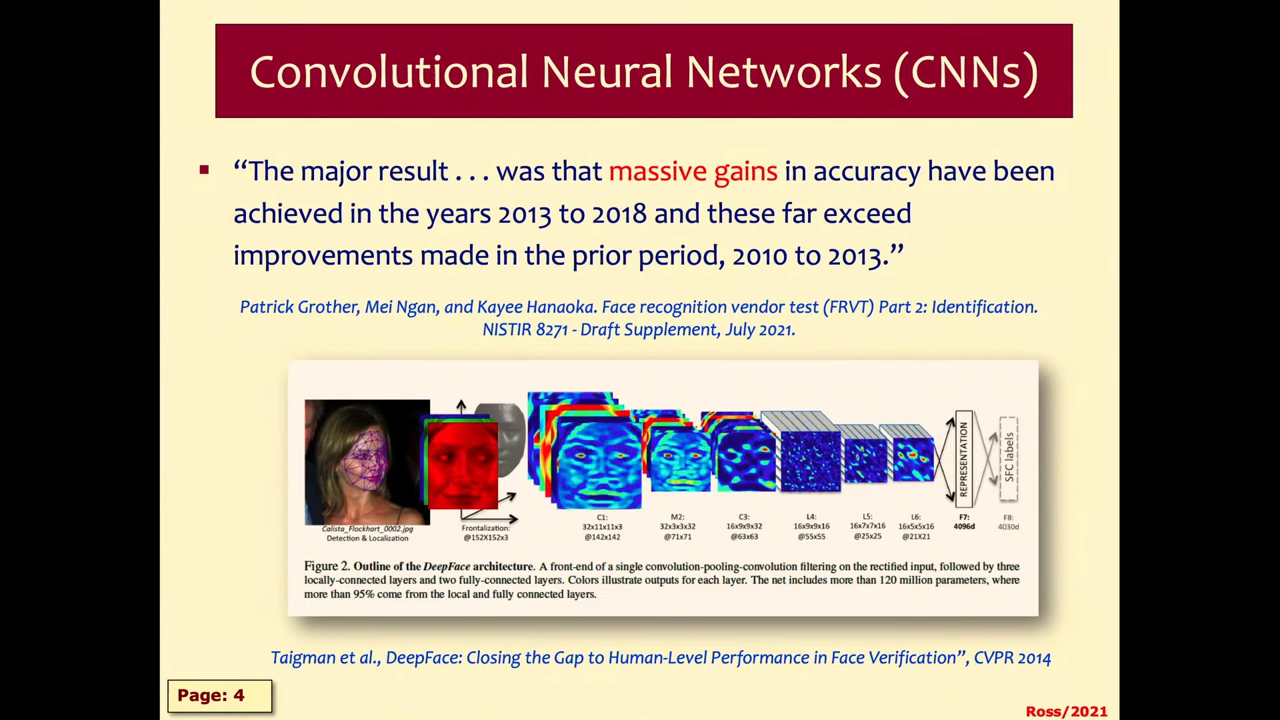 Convolutional Neural Networks (CNNs)
▪ “The major result . . . was that massive gains in accuracy have been
achieved in the years 2013 to 2018 and these far exceed
improvements made in the prior period, 2010 to 2013.”
Patrick Grother, Mei Ngan, and Kayee Hanaoka. Face recognition vendor test (FRVT) Part 2: Identification.
NISTIR 8271 - Draft Supplement, July 2021.
Calista_Flockhart_0002.jpg
Detection & Localization
Frontalization:
@152X152x3
C1:
32x11x11x3
@142x142
M2:
32x3x3x32
@71x71
C3:
16x9x9x32
@63x63
L4:
16x9x9x16
@55x55
L5:
16x7x7x16
@25x25
L6:
16x5x5x16
@21X21
REPRESENTATION
F7:
4096d
SFC labels
F8:
4030d
Figure 2. Outline of the DeepFace architecture. A front-end of a single convolution-pooling-convolution filtering on the rectified input, followed by three
locally-connected layers and two fully-connected layers. Colors illustrate outputs for each layer. The net includes more than 120 million parameters, where
more than 95% come from the local and fully connected layers.
Taigman et al., DeepFace: Closing the Gap to Human-Level Performance in Face Verification”, CVPR 2014
Page: 4
Ross/2021